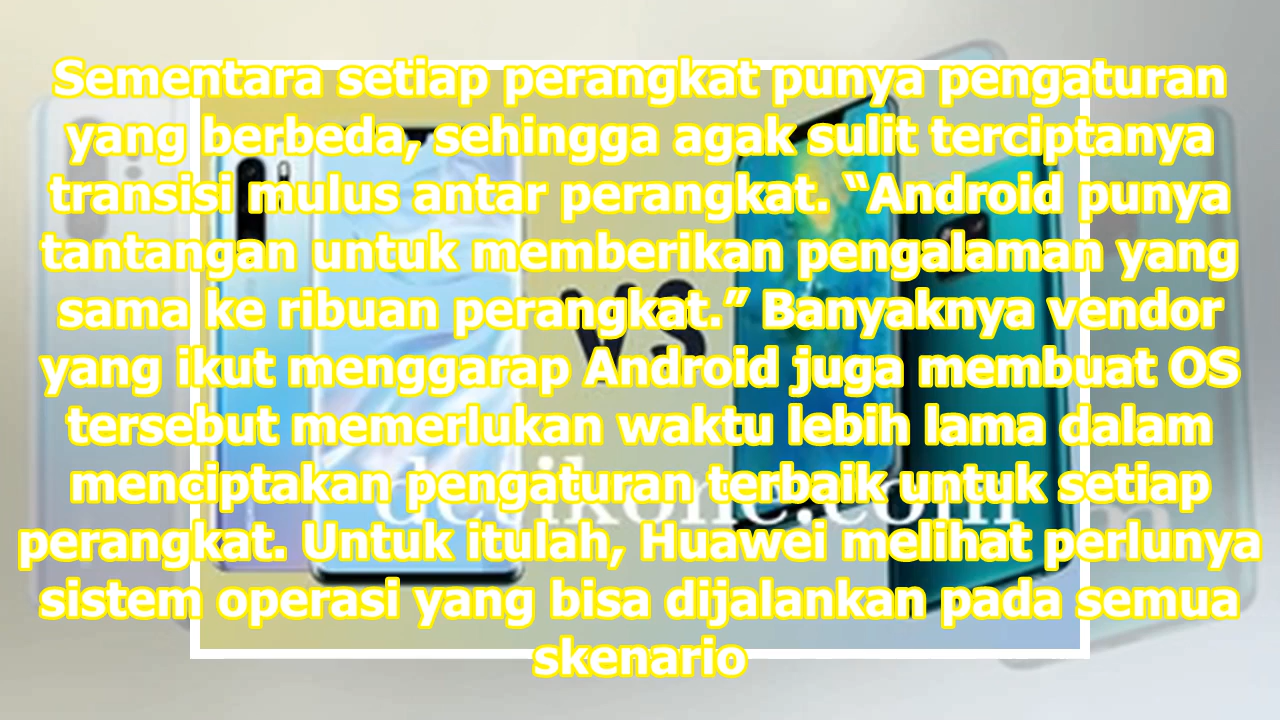 Sementara setiap perangkat punya pengaturan
yang berbeda, sehingga agak sulit terciptanya
transisi mulus antar perangkat. “Android punya
tantangan untuk memberikan pengalaman yang
sama ke ribuan perangkat.” Banyaknya vendor
yang ikut menggarap Android juga membuat OS
tersebut memerlukan waktu lebih lama dalam
menciptakan pengaturan terbaik untuk setiap
perangkat. Untuk itulah, Huawei melihat perlunya
sistem operasi yang bisa dijalankan pada semua
skenario
VS